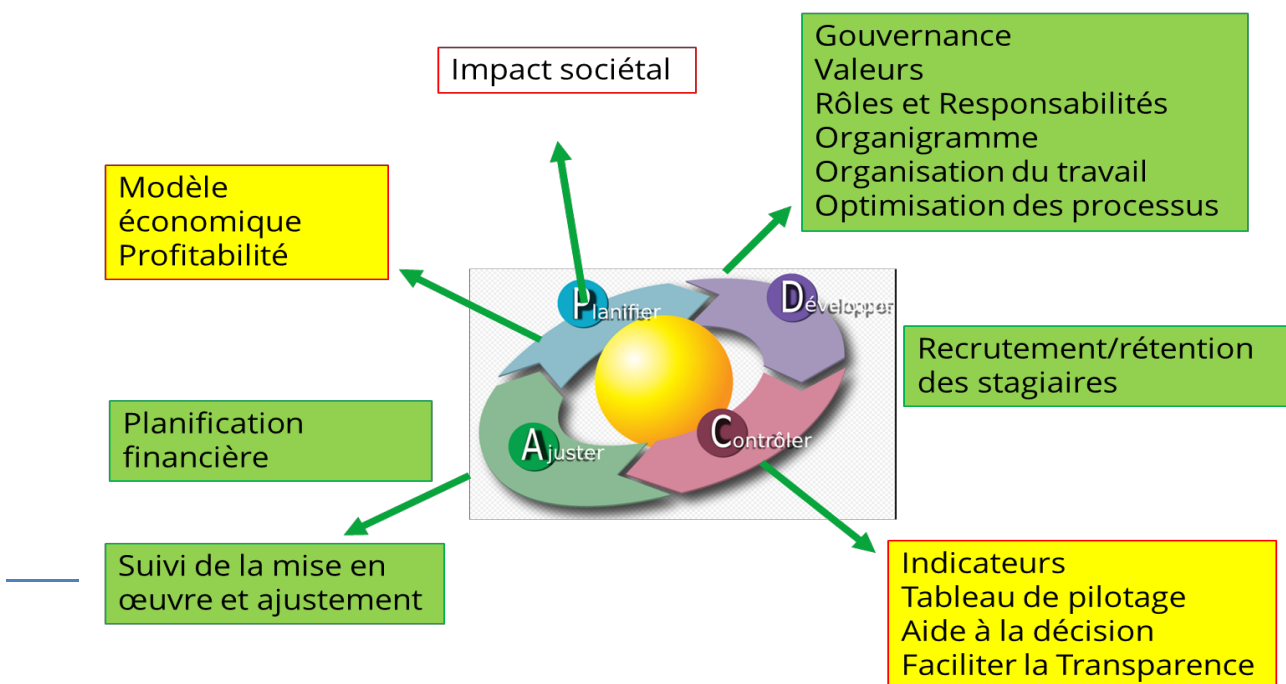 Impact sociétal
Gouvernance
Valeurs
Rôles et Responsabilités
Organigramme
Organisation du travail
Optimisation des processus
Modèle
économique
Profitabilité
Planifier
Développer
Recrutement/rétention
des stagiaires
Planification
financière
Ajuster
Contrôler
Suivi de la mise en
œuvre et ajustement
Indicateurs
Tableau de pilotage
Aide à la décision
Faciliter la Transparence